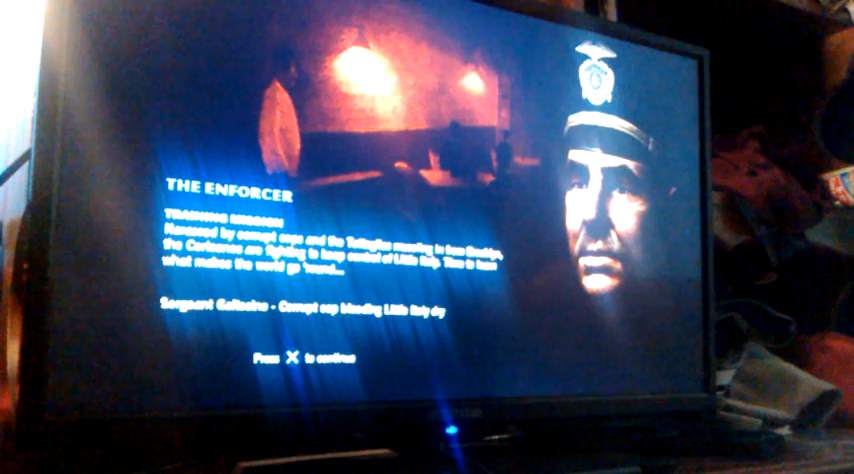 THE ENFORCER
TRAINING MISSION
Harassed by corrupt cops and the Tattaglias muscling in from Brooklyn,
the Corleones are fighting to keep control of Little Italy. Time to learn
what makes the world go 'round...
Sergeant Galtosino - Corrupt cop bleeding Little Italy dry
Press X to continue